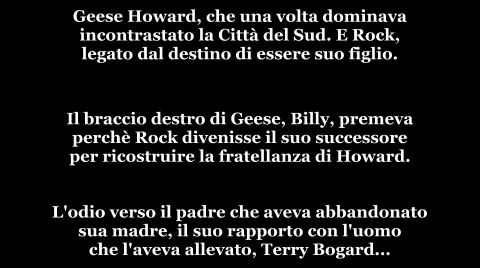 Geese Howard, che una volta dominava
incontrastato la Città del Sud. E Rock,
legato dal destino di essere suo figlio.
Il braccio destro di Geese, Billy, premeva
perchè Rock divenisse il suo successore
per ricostruire la fratellanza di Howard.
L'odio verso il padre che aveva abbandonato
sua madre, il suo rapporto con l'uomo
che l'aveva allevato, Terry Bogard...